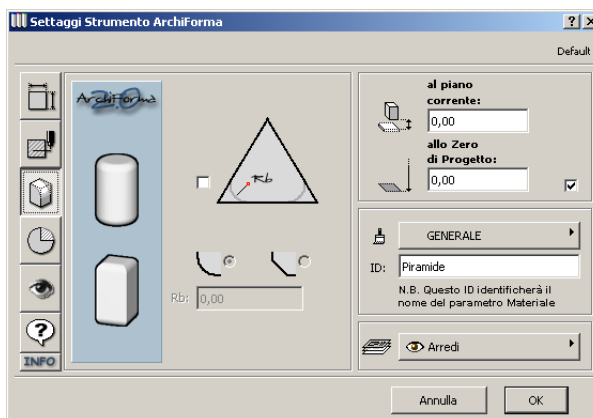 Settaggi Strumento ArchiForma
Default
ArchiForma
2.0
Rb
al piano
corrente:
0,00
allo Zero
di Progetto:
0,00
GENERALE
ID: Piramide
N.B. Questo ID identificherà il
nome del parametro Materiale
Rb: 0,00
Arredi
INFO
Annulla OK